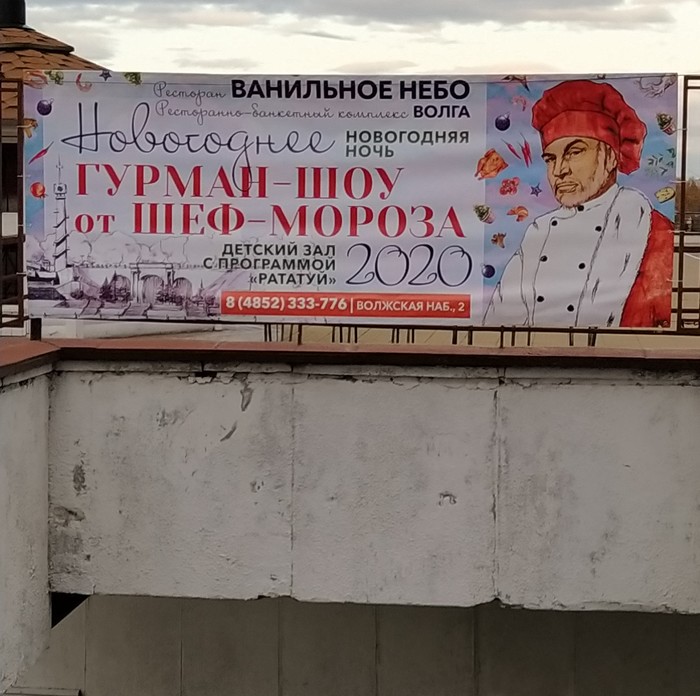 Ресторан ВАНИЛЬНОЕ НЕБО
Ресторанно-банкетный комплекс ВОЛГА
Новогоднее НОВОГОДНЯЯ НОЧЬ
ГУРМАН-ШОУ
от ШЕФ-МОРОЗА
ДЕТСКИЙ ЗАЛ
С ПРОГРАММОЙ
«РАТАТУЙ»
2020
8 (4852) 333-776 | ВОЛЖСКАЯ НАБ., 2